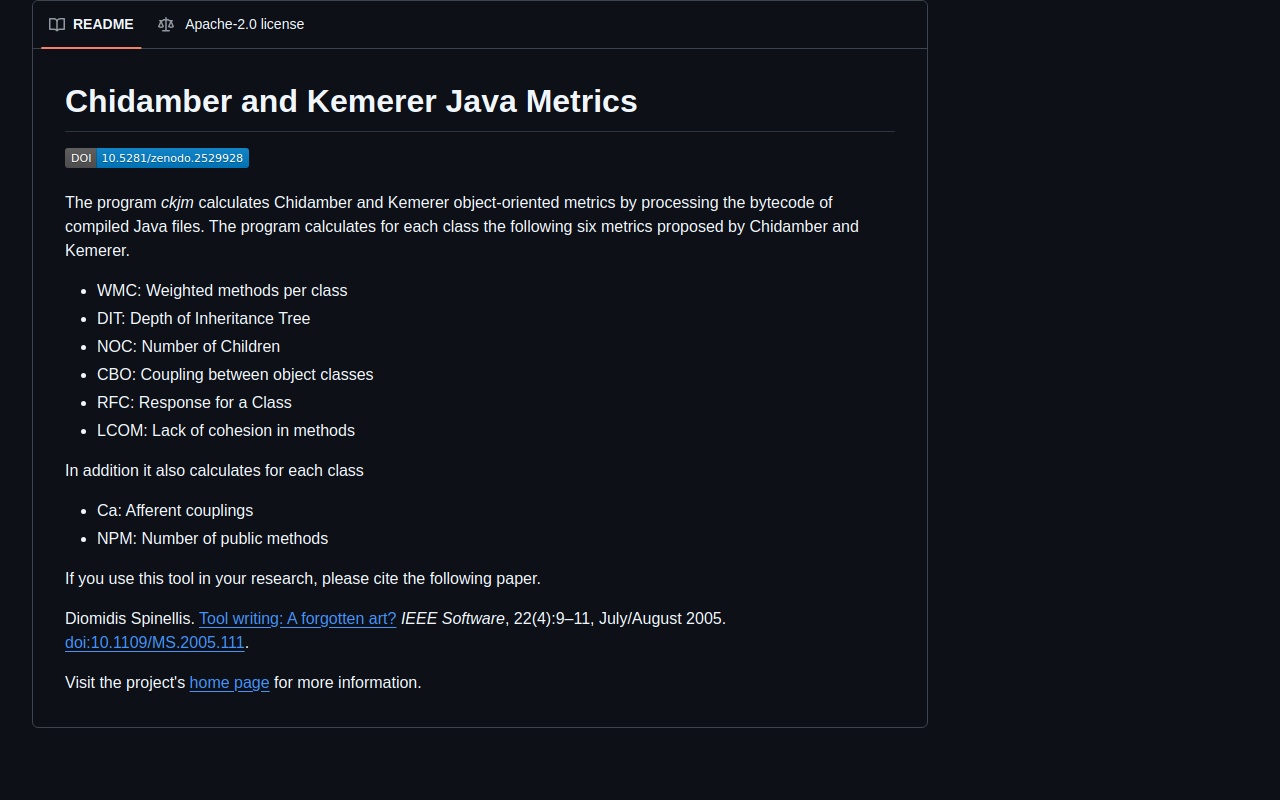 README
Apache-2.0 license
Chidamber and Kemerer Java Metrics
DOI 10.5281/zenodo.2529928
The program ckjm calculates Chidamber and Kemerer object-oriented metrics by processing the bytecode of
compiled Java files. The program calculates for each class the following six metrics proposed by Chidamber and
Kemerer.
WMC: Weighted methods per class
DIT: Depth of Inheritance Tree
NOC: Number of Children
CBO: Coupling between object classes
RFC: Response for a Class
LCOM: Lack of cohesion in methods
In addition it also calculates for each class
Ca: Afferent couplings
NPM: Number of public methods
If you use this tool in your research, please cite the following paper.
Diomidis Spinellis. Tool writing: A forgotten art? IEEE Software, 22(4):9–11, July/August 2005.
doi:10.1109/MS.2005.111.
Visit the project's home page for more information.